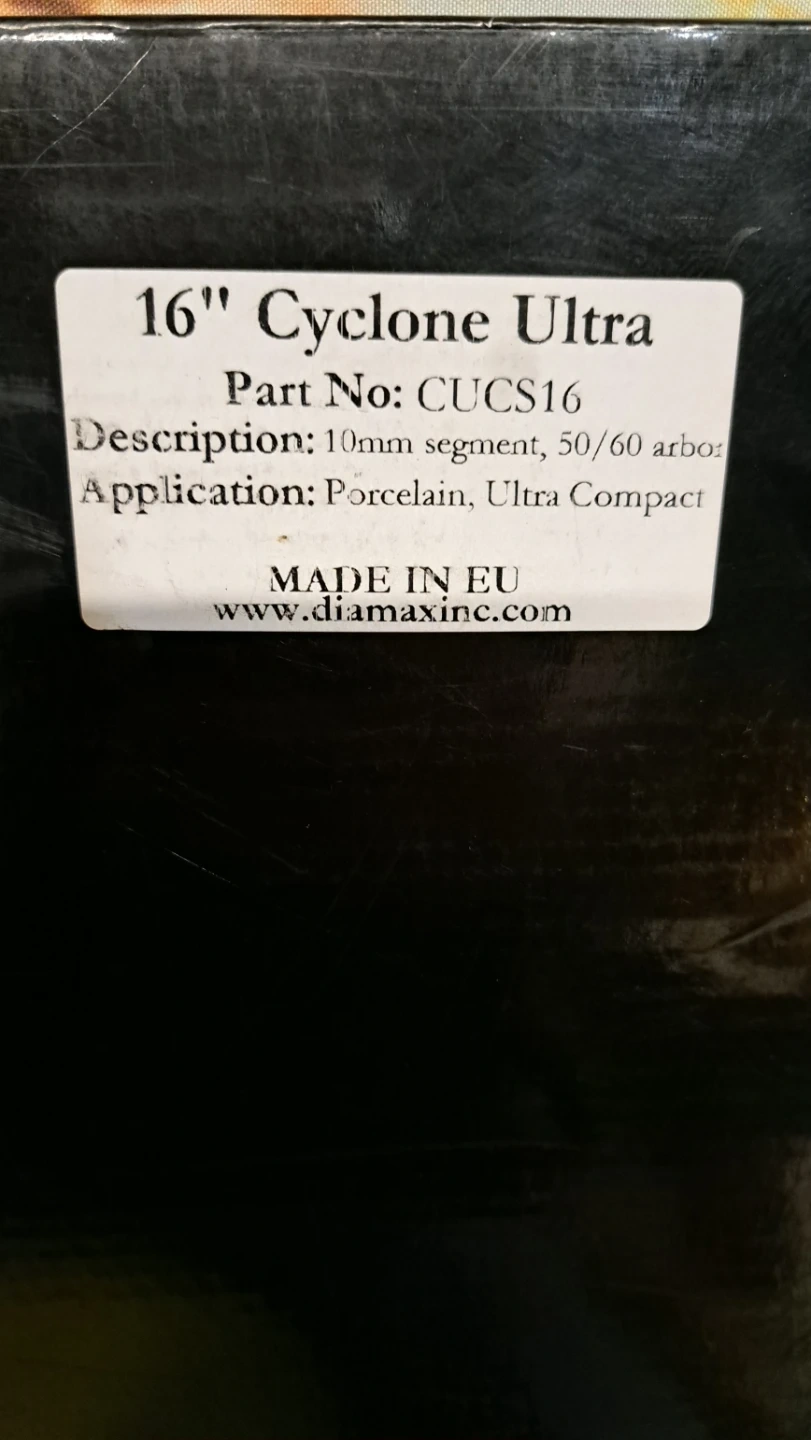 16" Cyclone Ultra
Part No: CUCS16
Description: 10mm segment, 50/60 arbor
Application: Porcelain, Ultra Compact
MADE IN EU
www.diamaxinc.com